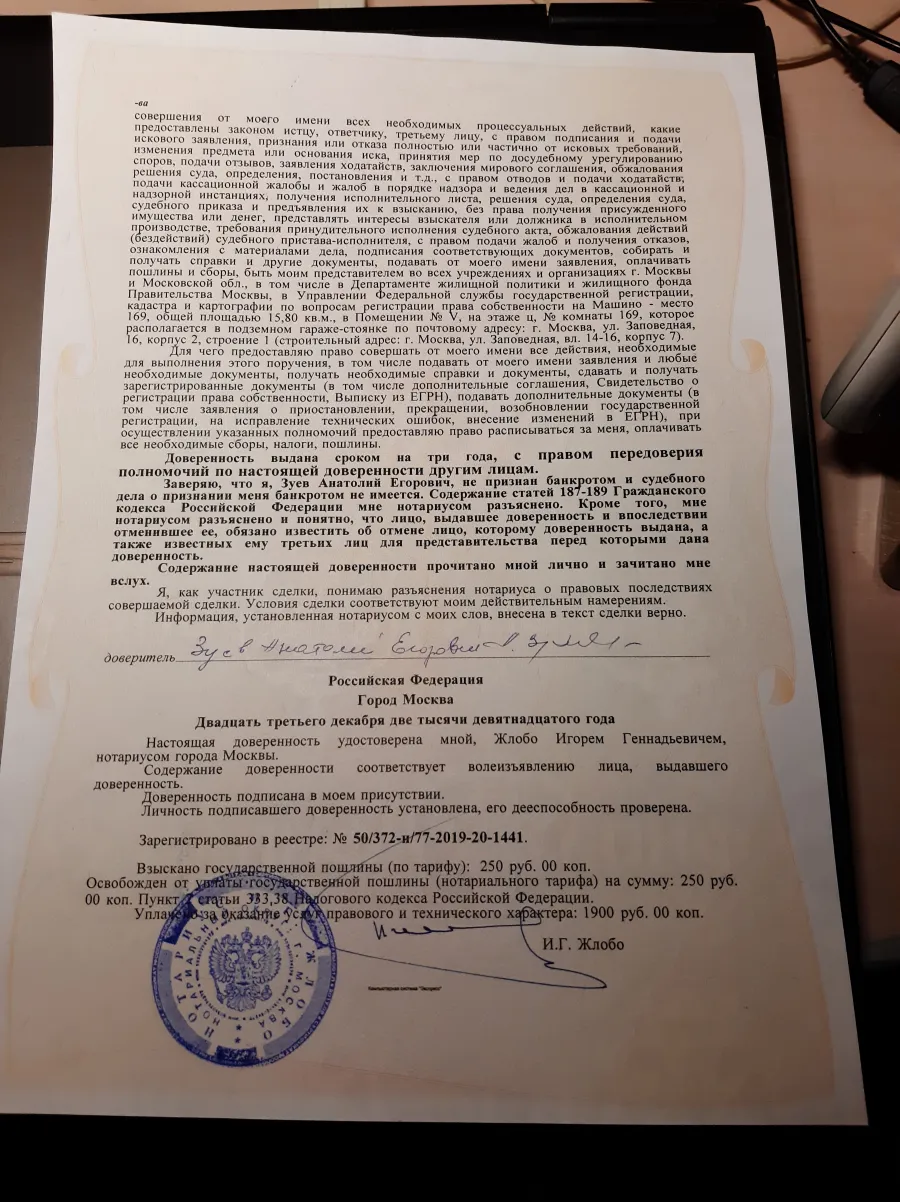 -ва
совершения от моего имени всех необходимых процессуальных действий, какие
предоставлены законом истцу, ответчику, третьему лицу, с правом подписания и подачи
искового заявления, признания или отказа полностью или частично от исковых требований,
изменения предмета или основания иска, принятия мер по досудебному урегулированию
споров, подачи отзывов, заявления ходатайств, заключения мирового соглашения, обжалования
решения суда, определения, постановления и т.д., с правом отводов и подачи ходатайств;
подачи кассационной жалобы и жалоб в порядке надзора и ведения дел в кассационной и
надзорной инстанциях, получения исполнительного листа, решения суда, определения суда,
судебного приказа и предъявления их к взысканию, без права получения присужденного
имущества или денег, представлять интересы взыскателя или должника в исполнительном
производстве, требования принудительного исполнения судебного акта, обжалования действий
(бездействий) судебного пристава-исполнителя, с правом подачи жалоб и получения отказов,
ознакомления с материалами дела, подписания соответствующих документов, собирать и
получать справки и другие документы, подавать от моего имени заявления, оплачивать
пошлины и сборы, быть моим представителем во всех учреждениях и организациях г. Москвы
и Московской обл., в том числе в Департаменте жилищной политики и жилищного фонда
Правительства Москвы, в Управлении Федеральной службы государственной регистрации,
кадастра и картографии по вопросам регистрации права собственности на Машино - место
169, общей площадью 15,80 кв.м., в Помещении № V, на этаже ц, № комнаты 169, которое
располагается в подземном гараже-стоянке по почтовому адресу: г. Москва, ул. Заповедная,
16, корпус 2, строение 1 (строительный адрес: г. Москва, ул. Заповедная, вл. 14-16, корпус 7).
Для чего предоставляю право совершать от моего имени все действия, необходимые
для выполнения этого поручения, в том числе подавать от моего имени заявления и любые
необходимые документы, получать необходимые справки и документы, сдавать и получать
зарегистрированные документы (в том числе дополнительные соглашения, Свидетельство о
регистрации права собственности, Выписку из ЕГРН), подавать дополнительные документы (в
том числе заявления о приостановлении, прекращении, возобновлении государственной
регистрации, на исправление технических ошибок, внесение изменений в ЕГРН), при
осуществлении указанных полномочий предоставляю право расписываться за меня, оплачивать
все необходимые сборы, налоги, пошлины.
Доверенность выдана сроком на три года, с правом передоверия
полномочий по настоящей доверенности другим лицам.
Заверяю, что я, Зуев Анатолий Егорович, не признан банкротом и судебного
дела о признании меня банкротом не имеется. Содержание статей 187-189 Гражданского
кодекса Российской Федерации мне нотариусом разъяснено. Кроме того, мне
нотариусом разъяснено и понятно, что лицо, выдавшее доверенность и впоследствии
отменившее ее, обязано известить об отмене лицо, которому доверенность выдана, а
также известных ему третьих лиц для представительства перед которыми дана
доверенность.
Содержание настоящей доверенности прочитано мной лично и зачитано мне
вслух.
Я, как участник сделки, понимаю разъяснения нотариуса о правовых последствиях
совершаемой сделки. Условия сделки соответствуют моим действительным намерениям.
Информация, установленная нотариусом с моих слов, внесена в текст сделки верно.
доверитель Зуев Анатолий Егорович
Российская Федерация
Город Москва
Двадцать третьего декабря две тысячи девятнадцатого года
Настоящая доверенность удостоверена мной, Жлобо Игорем Геннадьевичем,
нотариусом города Москвы.
Содержание доверенности соответствует волеизъявлению лица, выдавшего
доверенность.
Доверенность подписана в моем присутствии.
Личность подписавшего доверенность установлена, его дееспособность проверена.
Зарегистрировано в реестре: № 50/372-н/77-2019-20-1441.
Взыскано государственной пошлины (по тарифу): 250 руб. 00 коп.
Освобожден от уплаты государственной пошлины (нотариального тарифа) на сумму: 250 руб.
00 коп. Пункт статьи 333,38 Налогового кодекса Российской Федерации.
Уплачено за оказание услуг правового и технического характера: 1900 руб. 00 коп.
И.Г. Жлобо
Компьютерная система "Экспресс"
НОТАРИУС ЖЛОБО
г. МОСКВА